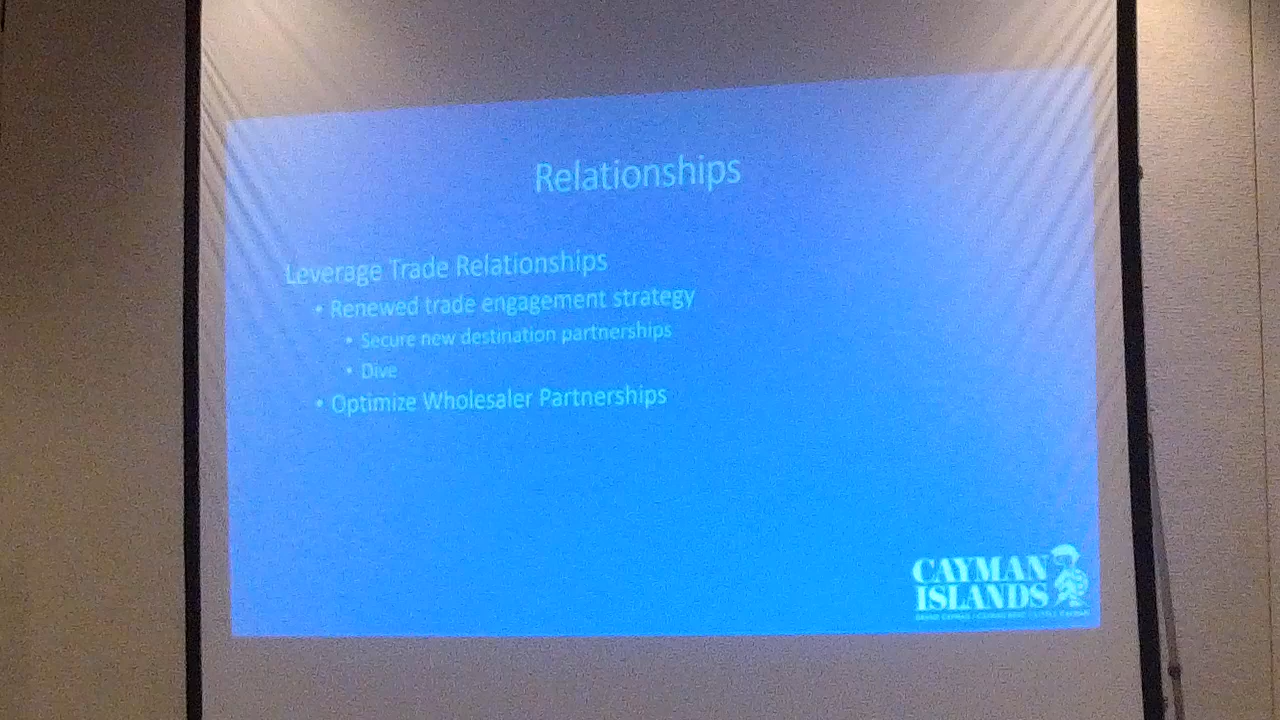 Relationships
Leverage Trade Relationships
• Renewed trade engagement strategy
• Secure new destination partnerships
• Dive
• Optimize Wholesaler Partnerships
CAYMAN
ISLANDS